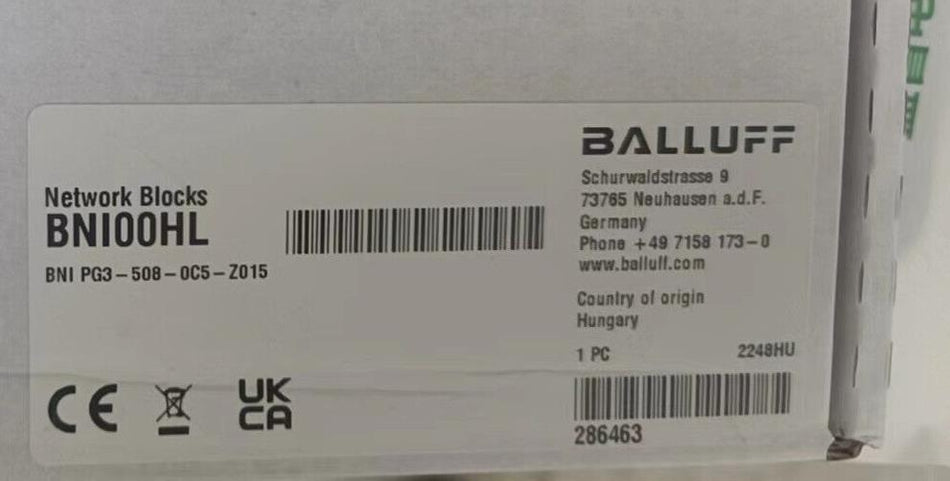 BALLUFF
Schurwaldstrasse 9
73765 Neuhausen a.d.F.
Germany
Phone +49 7158 173-0
www.balluff.com
Country of origin
Hungary
1 PC 2248HU
286463
Network Blocks
BNI00HL
BNI PG3-508-0C5-Z015
CE
UK
CA